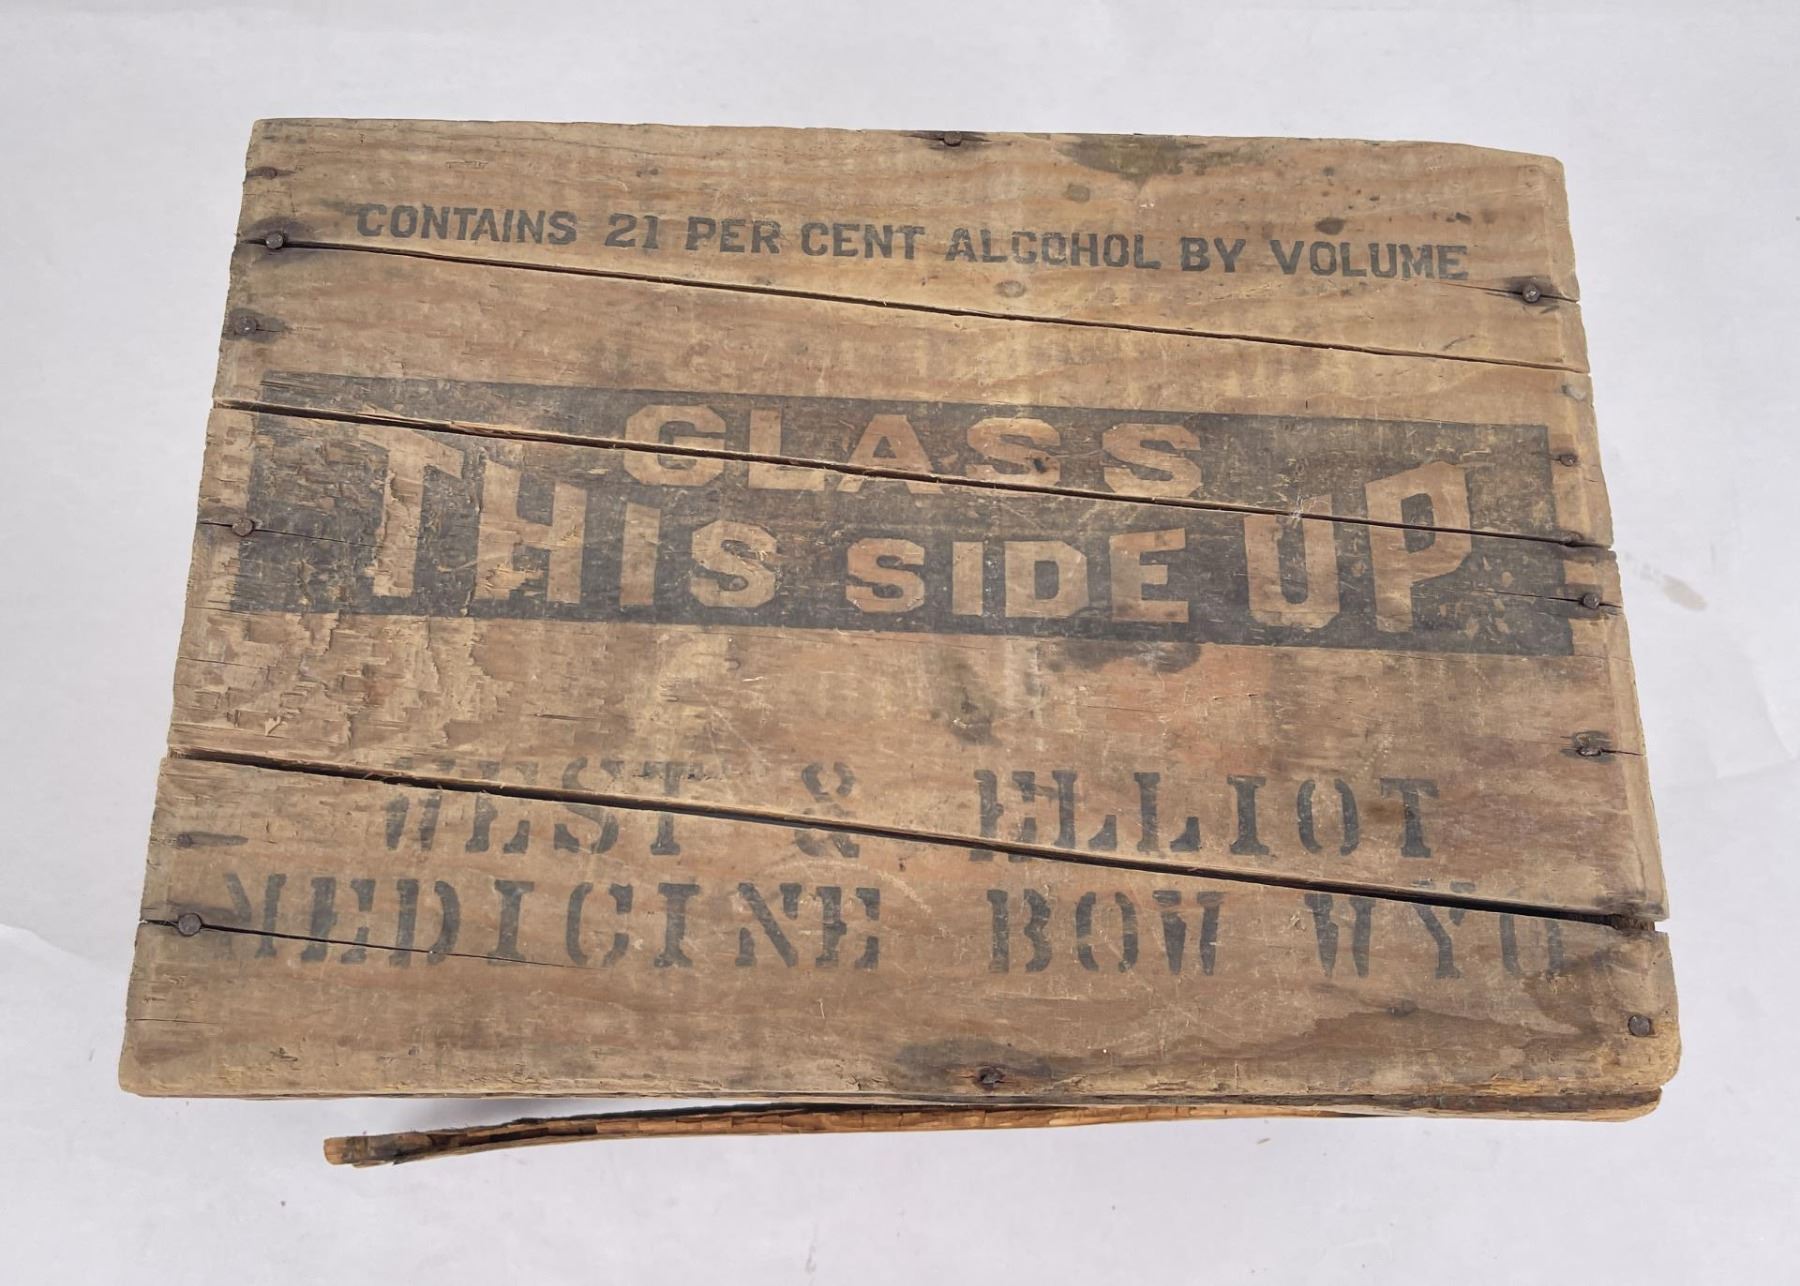 CONTAINS 21 PER CENT ALCOHOL BY VOLUME
GLASS
THIS SIDE UP
WEST & ELLIOT
MEDICINE BOW WYO